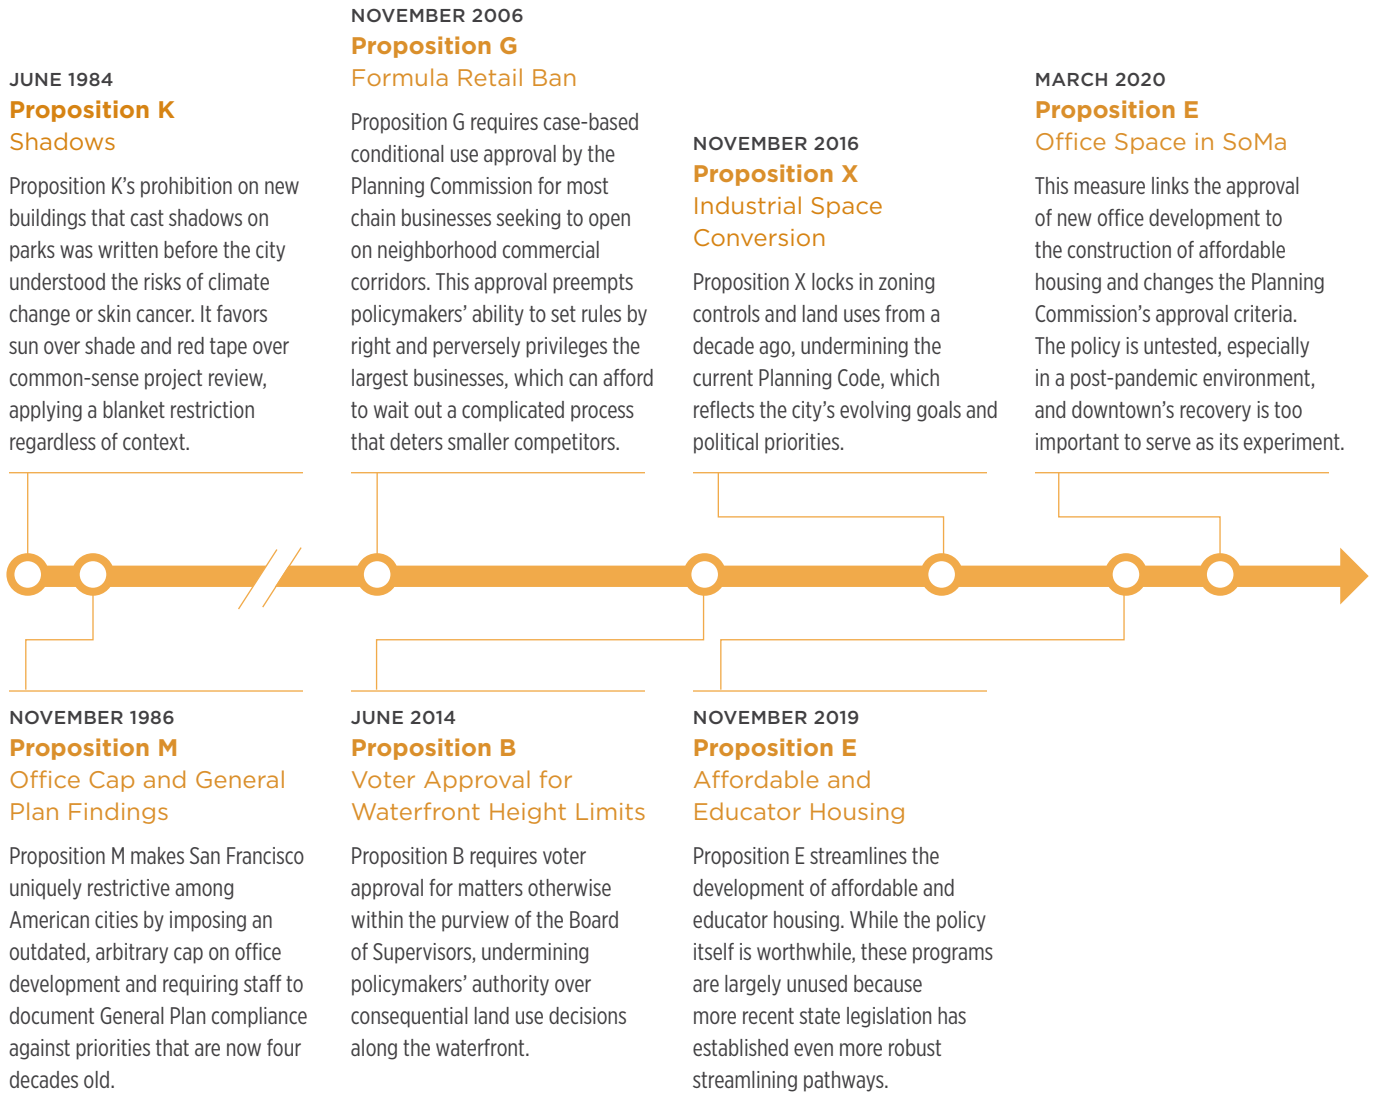 JUNE 1984
Proposition K
Shadows
Proposition K’s prohibition on new
buildings that cast shadows on
parks was written before the city
understood the risks of climate
change or skin cancer. It favors
sun over shade and red tape over
common-sense project review,
applying a blanket restriction
regardless of context.
NOVEMBER 2006
Proposition G
Formula Retail Ban
Proposition G requires case-based
conditional use approval by the
Planning Commission for most
chain businesses seeking to open
on neighborhood commercial
corridors. This approval preempts
policymakers’ ability to set rules by
right and perversely privileges the
largest businesses, which can afford
to wait out a complicated process
that deters smaller competitors.
NOVEMBER 2016
Proposition X
Industrial Space
Conversion
Proposition X locks in zoning
controls and land uses from a
decade ago, undermining the
current Planning Code, which
reflects the city’s evolving goals and
political priorities.
MARCH 2020
Proposition E
Office Space in SoMa
This measure links the approval
of new office development to
the construction of affordable
housing and changes the Planning
Commission’s approval criteria.
The policy is untested, especially
in a post-pandemic environment,
and downtown’s recovery is too
important to serve as its experiment.
NOVEMBER 1986
Proposition M
Office Cap and General
Plan Findings
Proposition M makes San Francisco
uniquely restrictive among
American cities by imposing an
outdated, arbitrary cap on office
development and requiring staff to
document General Plan compliance
against priorities that are now four
decades old.
JUNE 2014
Proposition B
Voter Approval for
Waterfront Height Limits
Proposition B requires voter
approval for matters otherwise
within the purview of the Board
of Supervisors, undermining
policymakers’ authority over
consequential land use decisions
along the waterfront.
NOVEMBER 2019
Proposition E
Affordable and
Educator Housing
Proposition E streamlines the
development of affordable and
educator housing. While the policy
itself is worthwhile, these programs
are largely unused because
more recent state legislation has
established even more robust
streamlining pathways.